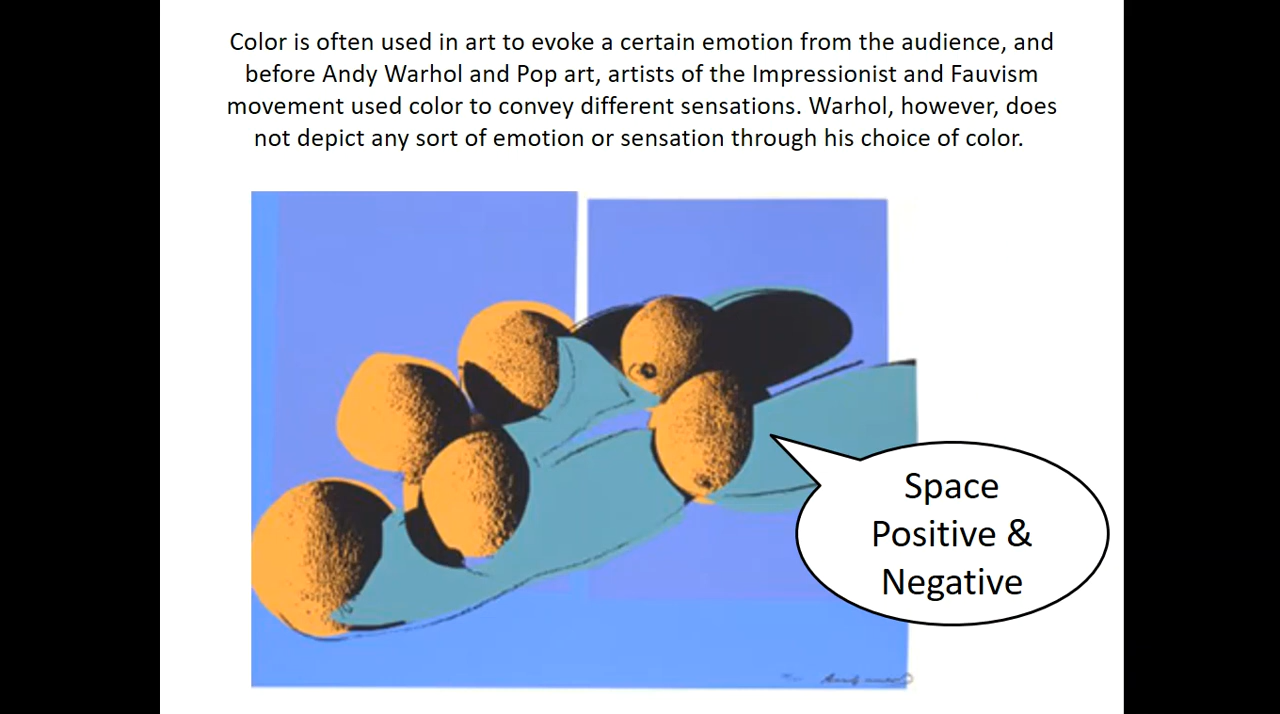 Color is often used in art to evoke a certain emotion from the audience, and
before Andy Warhol and Pop art, artists of the Impressionist and Fauvism
movement used color to convey different sensations. Warhol, however, does
not depict any sort of emotion or sensation through his choice of color.
Space
Positive &
Negative